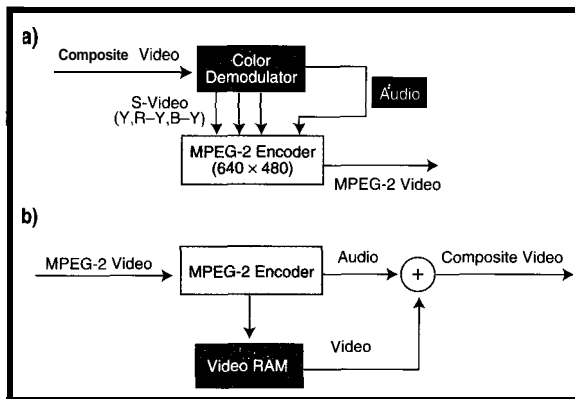 a)
Composite Video
Color
Demodulator
Audio
S-Video
(Y,R–Y,B–Y)
MPEG-2 Encoder
(640 × 480)
MPEG-2 Video
b)
MPEG-2 Video
MPEG-2 Encoder
Audio
+
Composite Video
Video RAM
Video